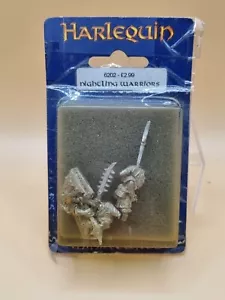 Harlequin
6202 - £2.99
Nightling Warriors